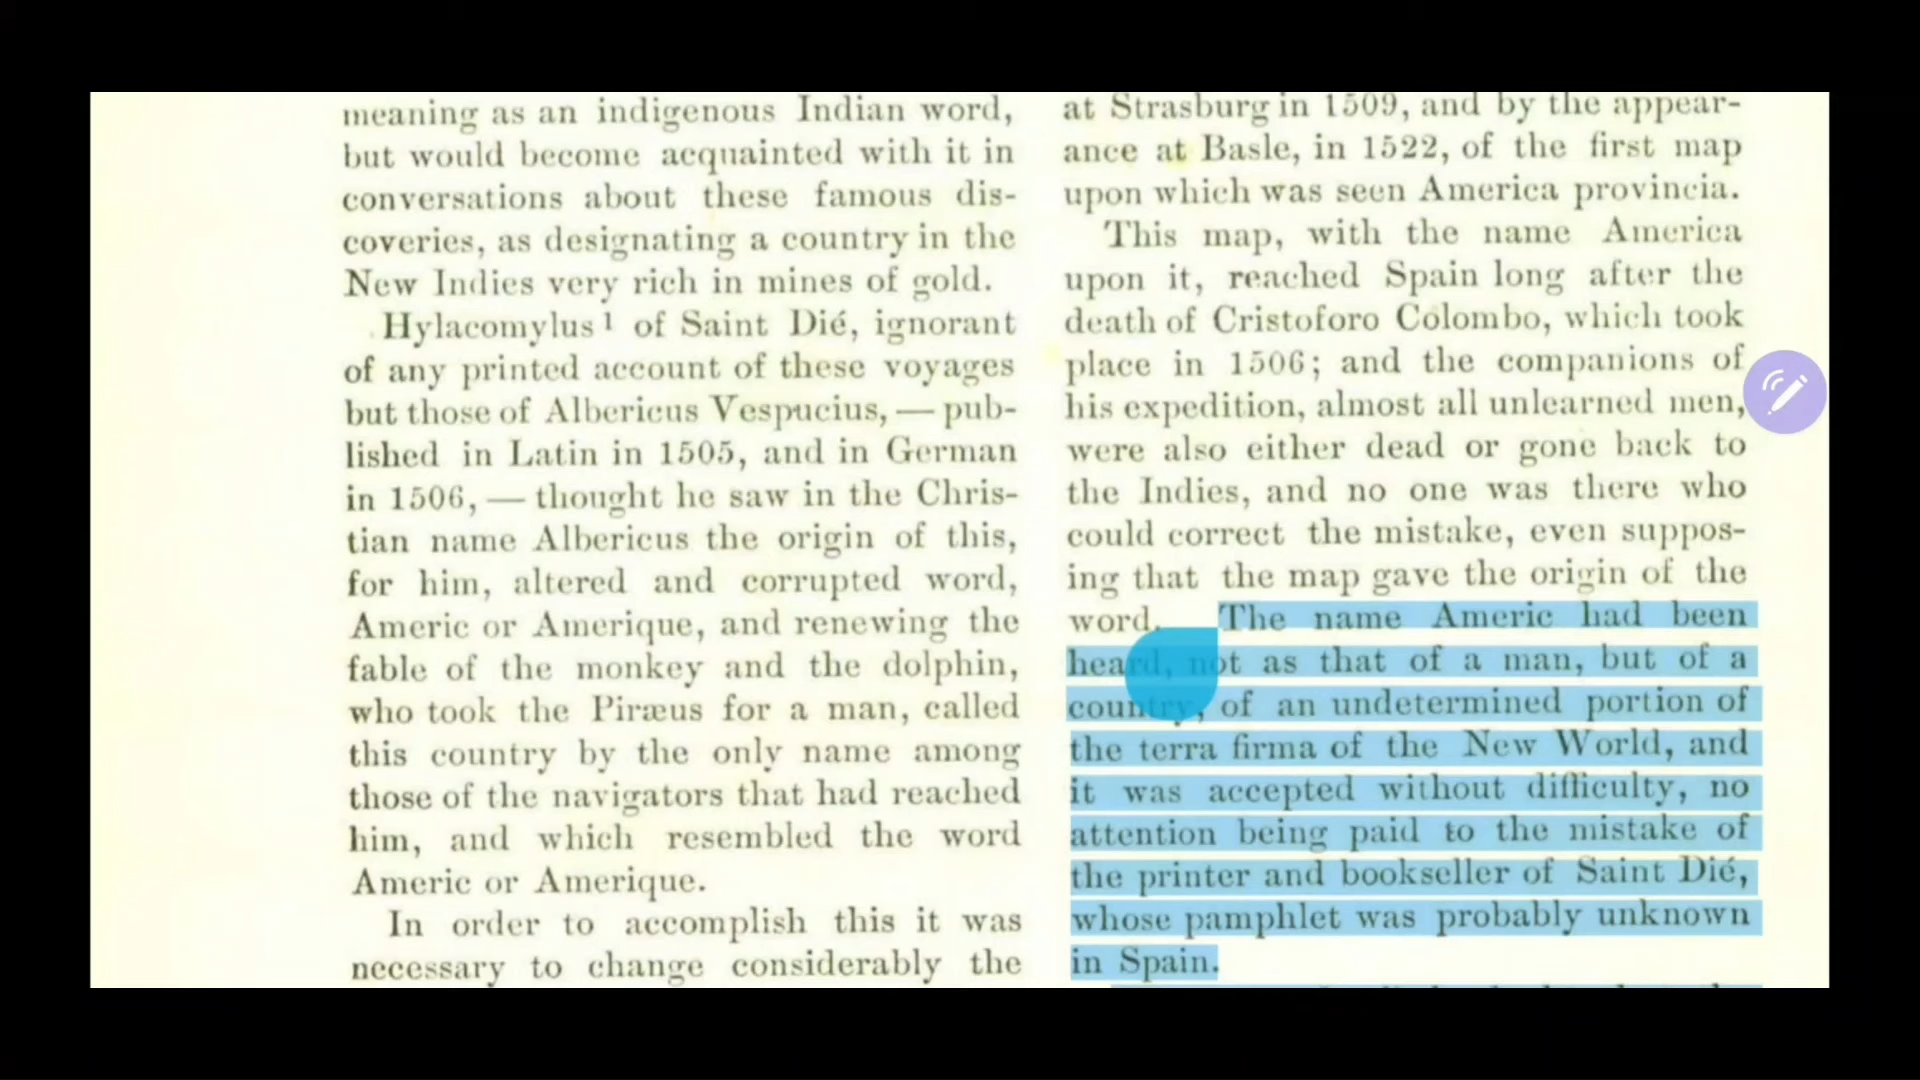 meaning as an indigenous Indian word,
but would become acquainted with it in
conversations about these famous dis-
coveries, as designating a country in the
New Indies very rich in mines of gold.
Hylacomylus1 of Saint Dié, ignorant
of any printed account of these voyages
but those of Albericus Vespucius, — pub-
lished in Latin in 1505, and in German
in 1506, — thought he saw in the Chris-
tian name Albericus the origin of this,
for him, altered and corrupted word,
Americ or Amerique, and renewing the
fable of the monkey and the dolphin,
who took the Piræus for a man, called
this country by the only name among
those of the navigators that had reached
him, and which resembled the word
Americ or Amerique.
In order to accomplish this it was
necessary to change considerably the
at Strasburg in 1509, and by the appear-
ance at Basle, in 1522, of the first map
upon which was seen America provincia.
This map, with the name America
upon it, reached Spain long after the
death of Cristoforo Colombo, which took
place in 1506; and the companions of
his expedition, almost all unlearned men,
were also either dead or gone back to
the Indies, and no one was there who
could correct the mistake, even suppos-
ing that the map gave the origin of the
word. The name Americ had been
heard, not as that of a man, but of a
country, of an undetermined portion of
the terra firma of the New World, and
it was accepted without difficulty, no
attention being paid to the mistake of
the printer and bookseller of Saint Dié,
whose pamphlet was probably unknown
in Spain.